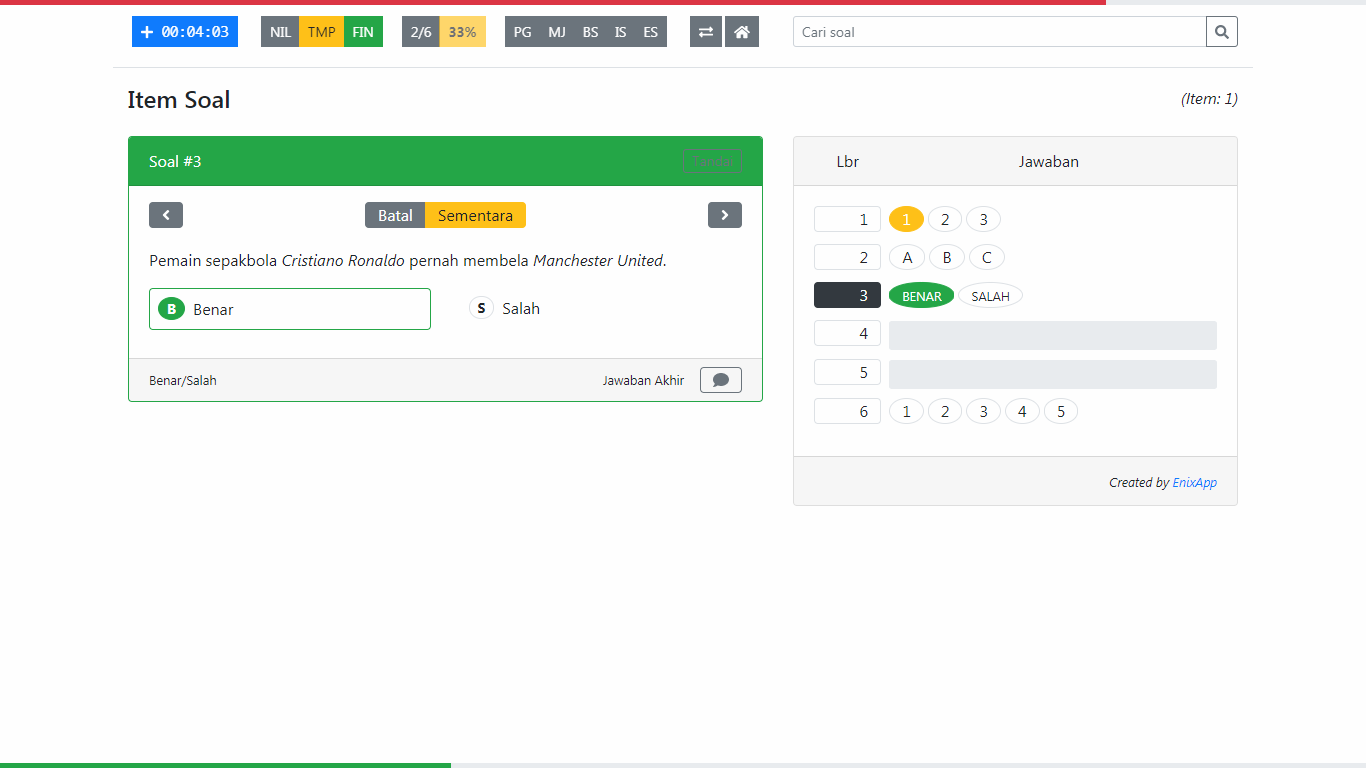 00:04:03 NIL TMP FIN 2/6 33% PG MJ BS IS ES Cari soal
Item Soal (Item: 1)
Soal #3 Tandai
Batal Sementara
Pemain sepakbola Cristiano Ronaldo pernah membela Manchester United.
B Benar S Salah
Benar/Salah Jawaban Akhir
Lbr Jawaban
1 1 2 3
2 A B C
3 BENAR SALAH
4
5
6 1 2 3 4 5
Created by EnixApp